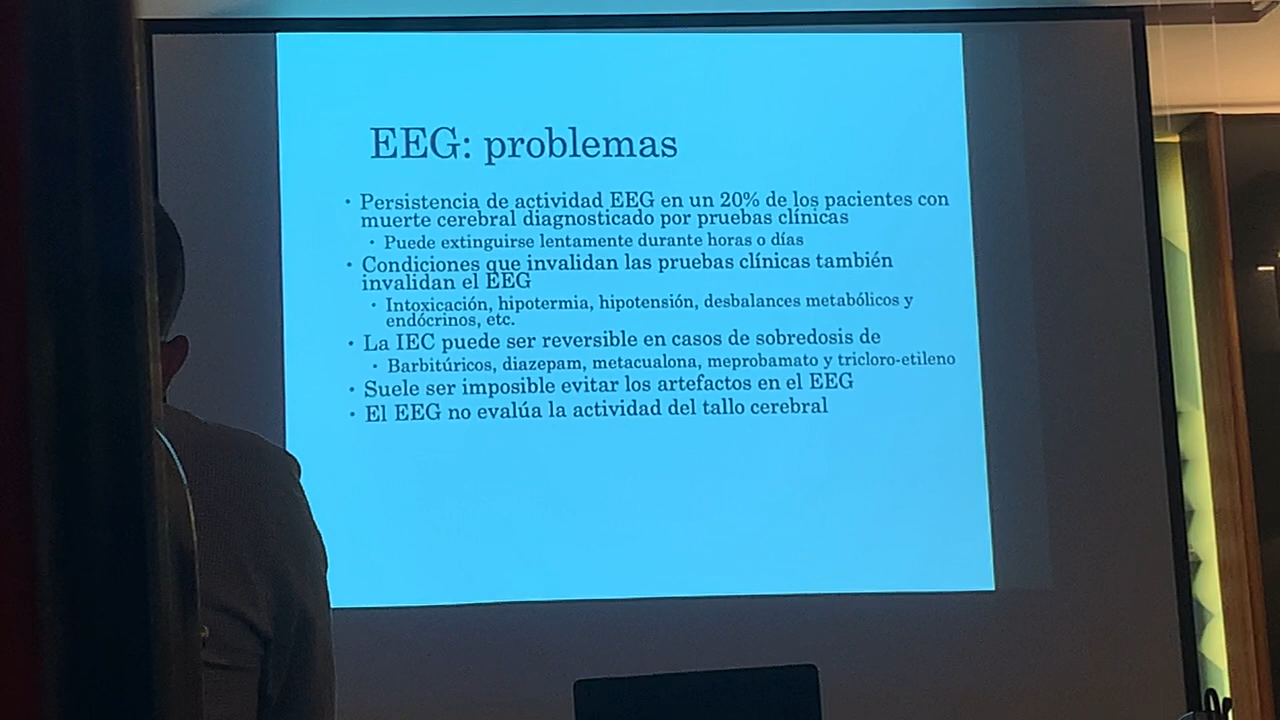 EEG: problemas
• Persistencia de actividad EEG en un 20% de los pacientes con
muerte cerebral diagnosticado por pruebas clínicas
• Puede extinguirse lentamente durante horas o días
• Condiciones que invalidan las pruebas clínicas también
invalidan el EEG
• Intoxicación, hipotermia, hipotensión, desbalances metabólicos y
endócrinos, etc.
• La IEC puede ser reversible en casos de sobredosis de
• Barbitúricos, diazepam, metacualona, meprobamato y tricloro-etileno
• Suele ser imposible evitar los artefactos en el EEG
• El EEG no evalúa la actividad del tallo cerebral